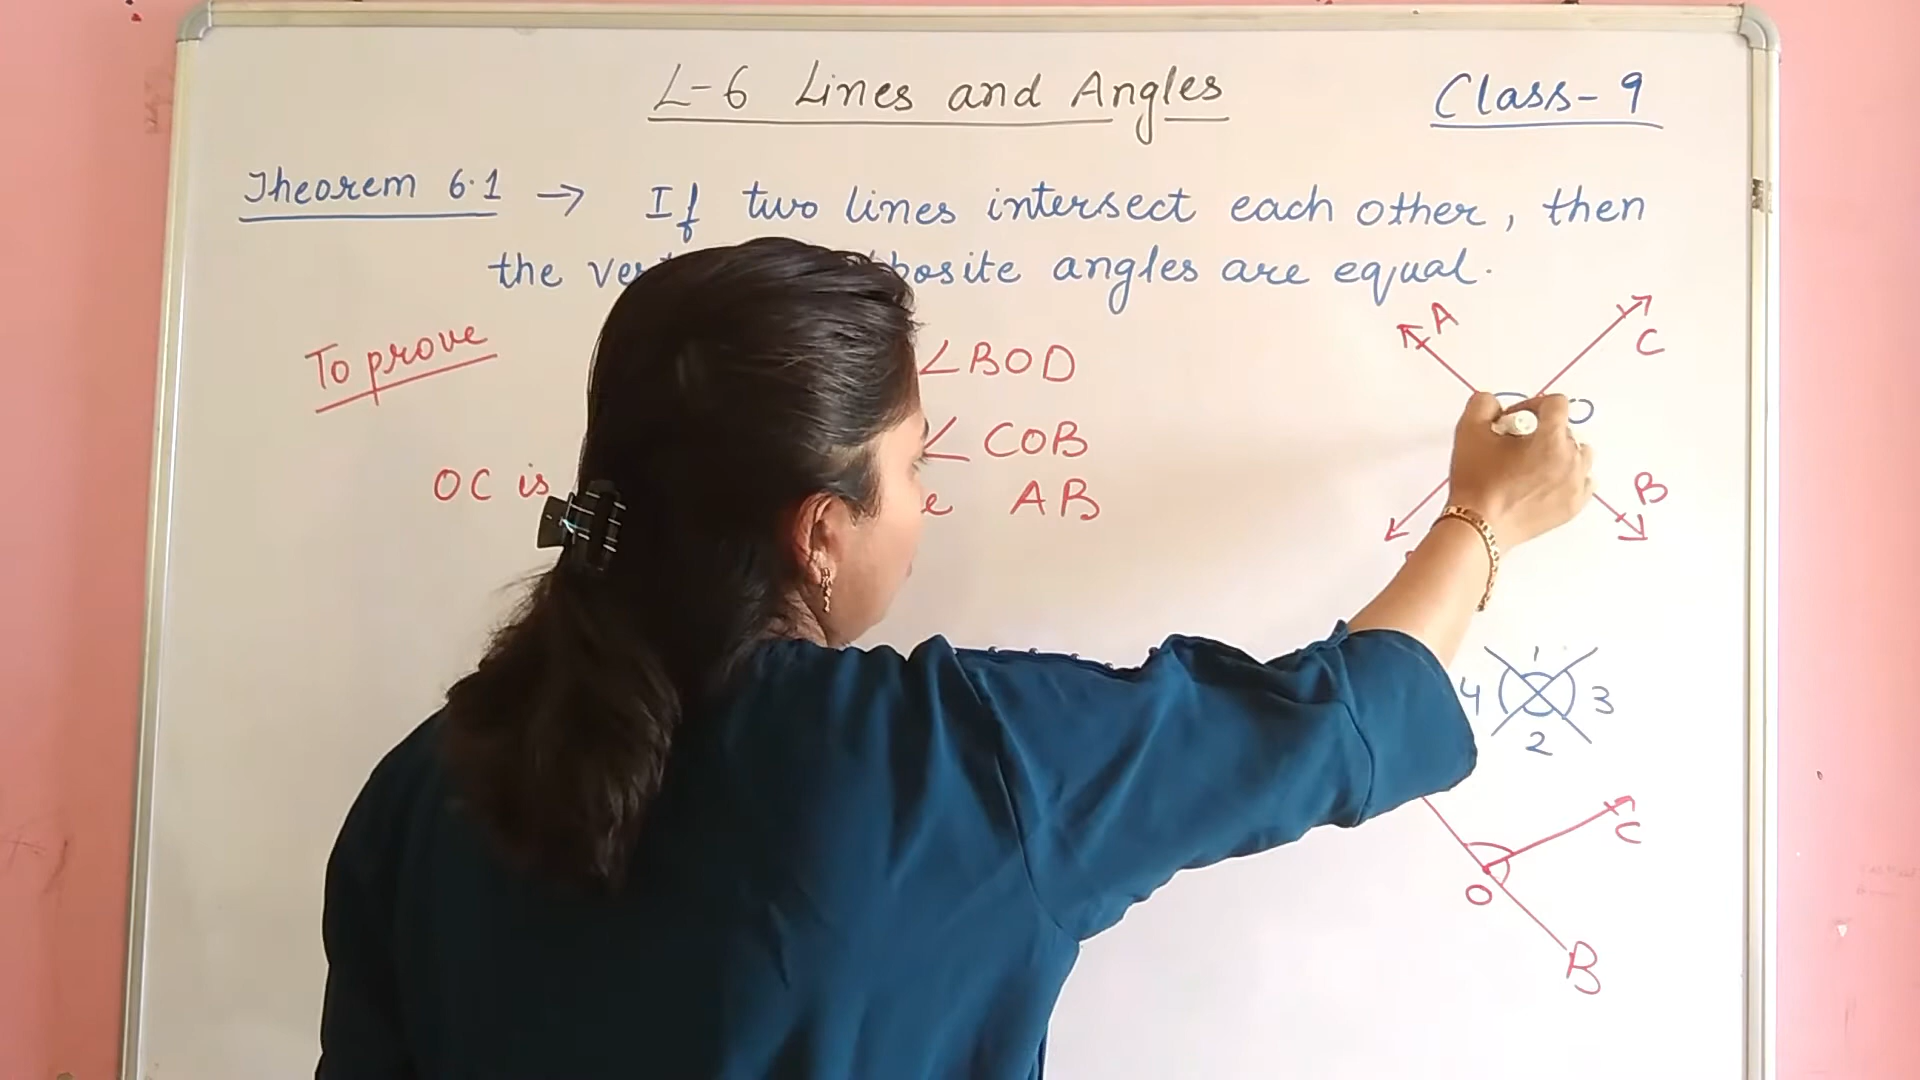 L-6 Lines and Angles
Class-9
Theorem 6.1 → If two lines intersect each other, then
the opposite angles are equal.
To prove
∠BOD
∠COB
OC is AB
A
C
O
B
1
4 3
2
C
O
B